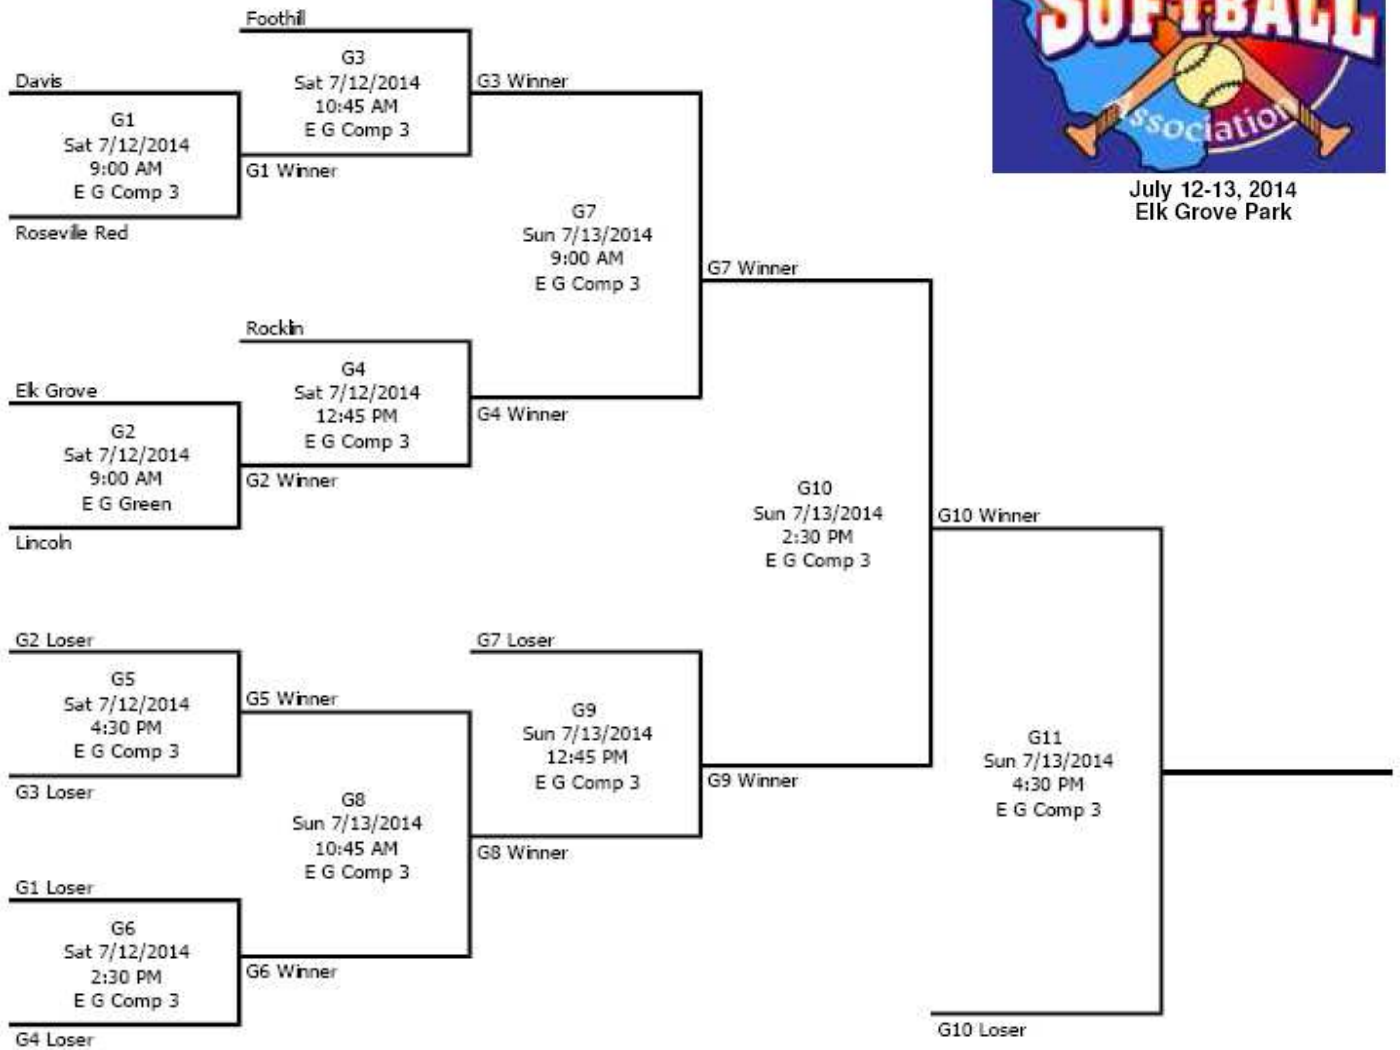 SOFTBALL
Association
July 12-13, 2014
Elk Grove Park
Foothill
G3
Sat 7/12/2014
10:45 AM
E G Comp 3
G3 Winner
Davis
G1
Sat 7/12/2014
9:00 AM
E G Comp 3
G1 Winner
Roseville Red
G7
Sun 7/13/2014
9:00 AM
E G Comp 3
G7 Winner
Rocklin
G4
Sat 7/12/2014
12:45 PM
E G Comp 3
G4 Winner
Elk Grove
G2
Sat 7/12/2014
9:00 AM
E G Green
G2 Winner
Lincoln
G10
Sun 7/13/2014
2:30 PM
E G Comp 3
G10 Winner
G2 Loser
G5
Sat 7/12/2014
4:30 PM
E G Comp 3
G5 Winner
G3 Loser
G7 Loser
G9
Sun 7/13/2014
12:45 PM
E G Comp 3
G9 Winner
G8
Sun 7/13/2014
10:45 AM
E G Comp 3
G8 Winner
G11
Sun 7/13/2014
4:30 PM
E G Comp 3
G1 Loser
G6
Sat 7/12/2014
2:30 PM
E G Comp 3
G6 Winner
G4 Loser
G10 Loser